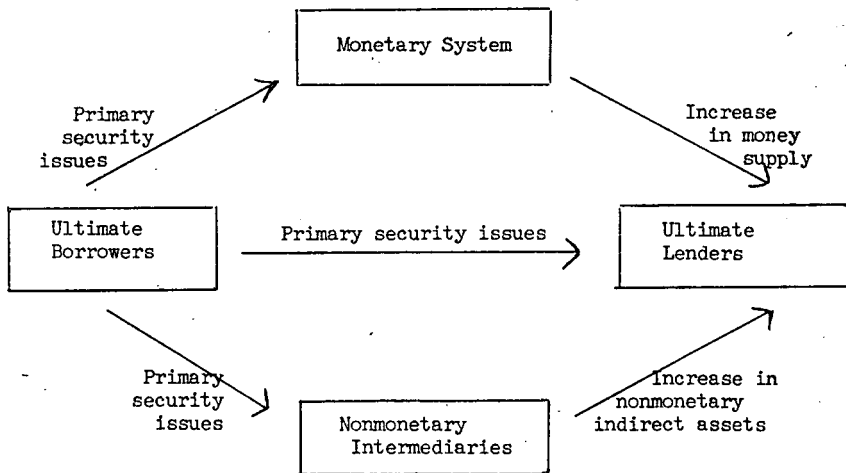 Monetary System
Primary
security
issues
Increase
in money
supply
Ultimate
Borrowers
Primary security issues
Ultimate
Lenders
Primary
security
issues
Increase in
nonmonetary
indirect assets
Nonmonetary
Intermediaries